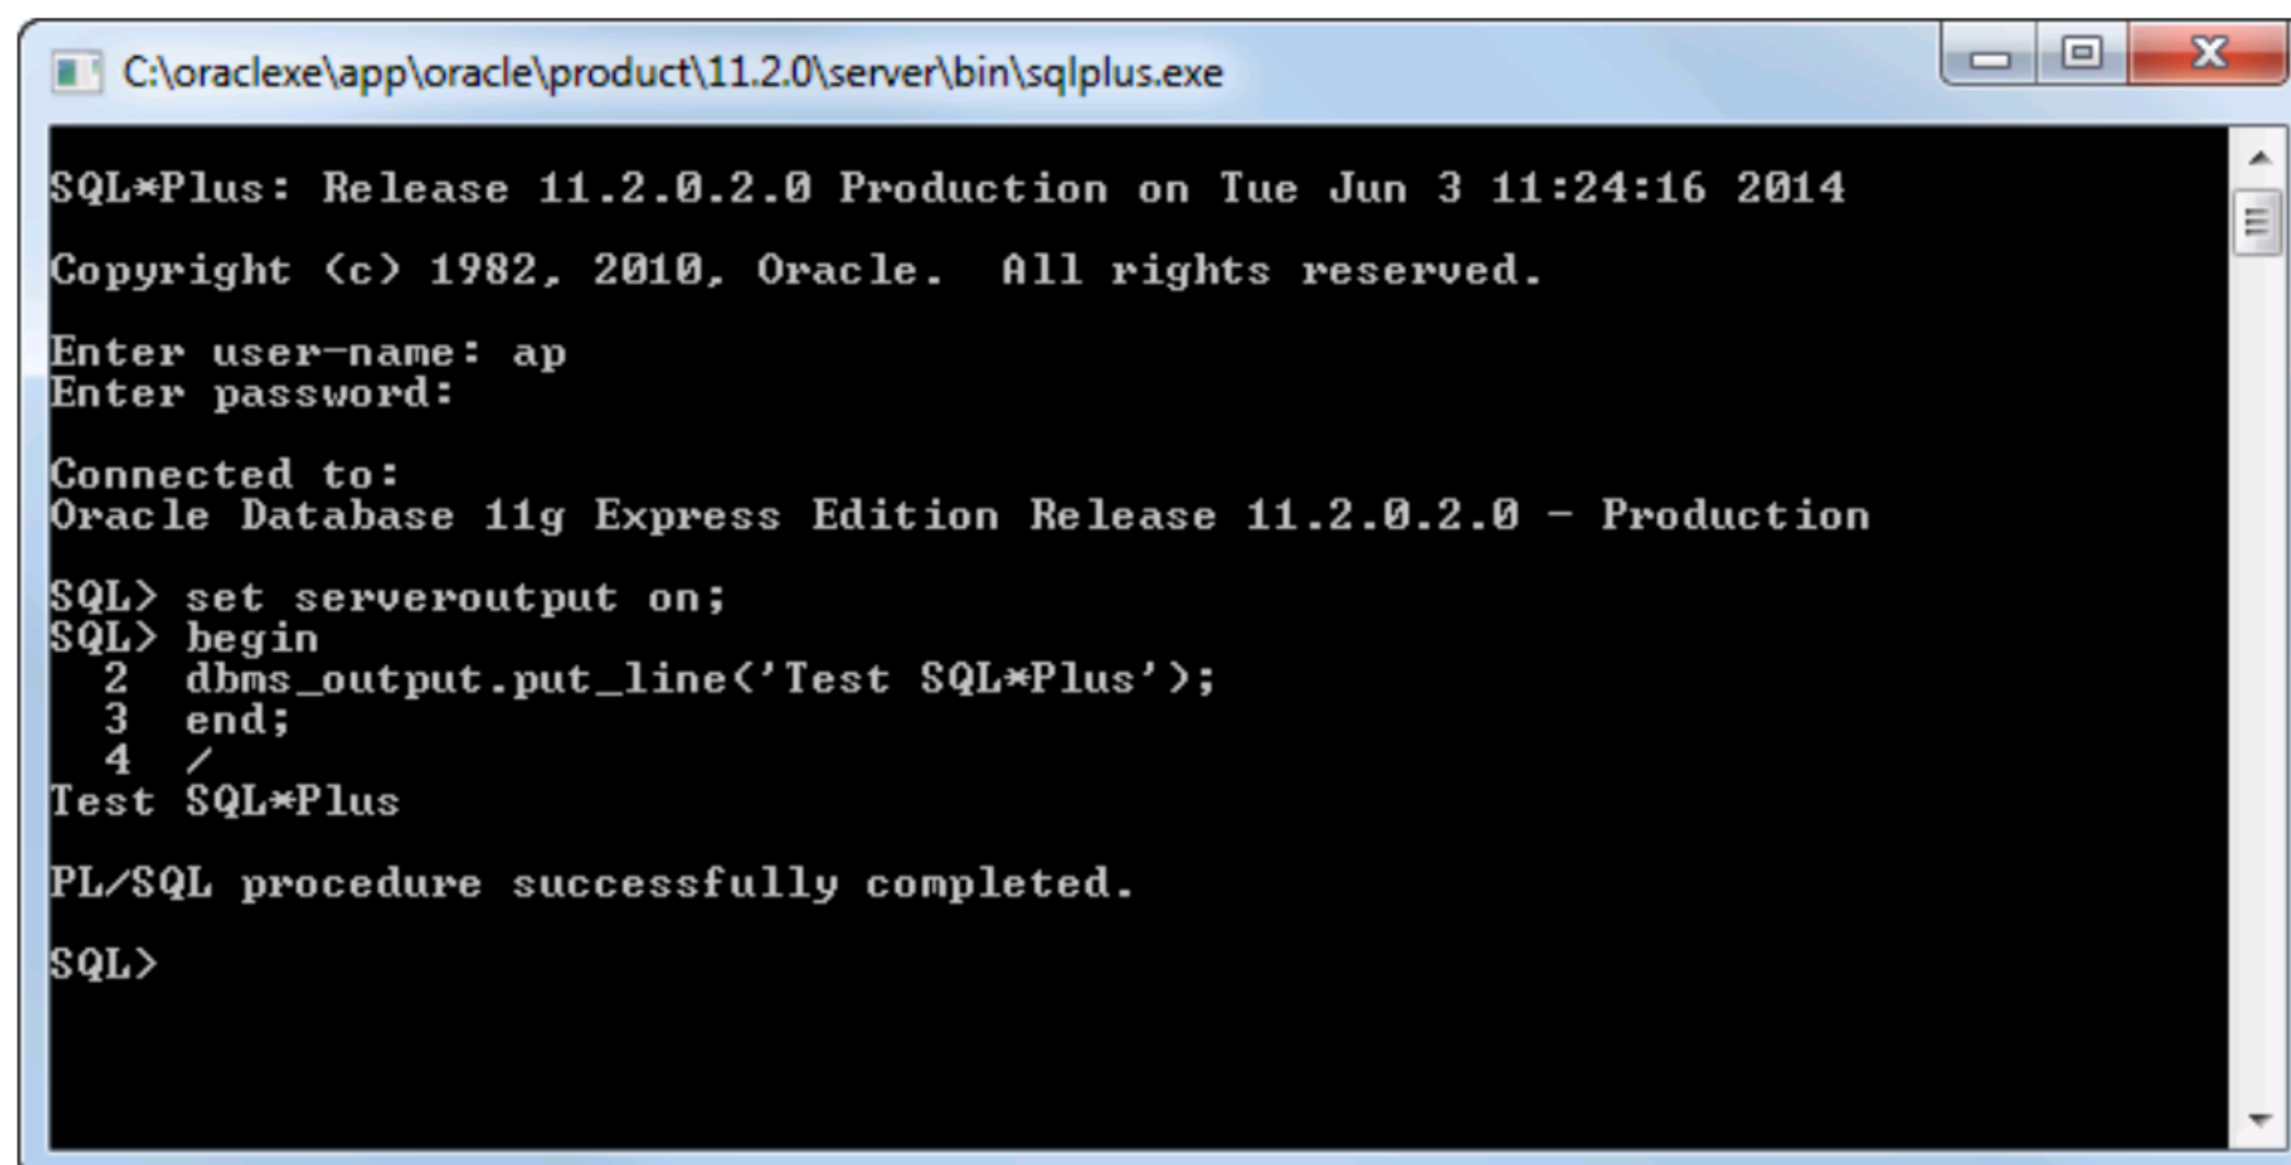 C:\oraclexe\app\oracle\product\11.2.0\server\bin\sqlplus.exe
SQL*Plus: Release 11.2.0.2.0 Production on Tue Jun 3 11:24:16 2014
Copyright (c) 1982, 2010, Oracle.  All rights reserved.
Enter user-name: ap
Enter password:
Connected to:
Oracle Database 11g Express Edition Release 11.2.0.2.0 - Production
SQL> set serveroutput on;
SQL> begin
  2  dbms_output.put_line('Test SQL*Plus');
  3  end;
  4  /
Test SQL*Plus
PL/SQL procedure successfully completed.
SQL>